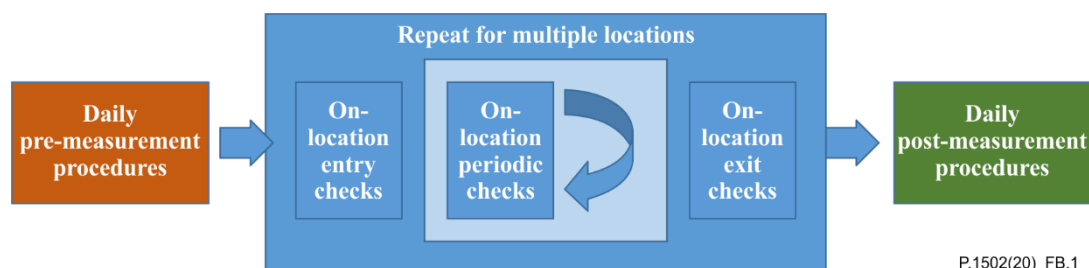 Repeat for multiple locations
Daily
pre-measurement
procedures
On-
location
entry
checks
On-
location
periodic
checks
On-
location
exit
checks
Daily
post-measurement
procedures
P.1502(20)_FB.1